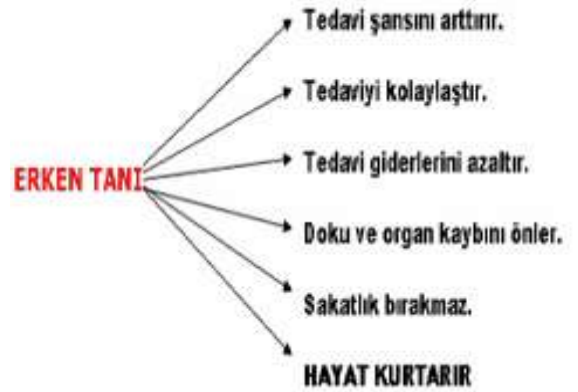 Tedavi şansını arttırır.
Tedaviyi kolaylaştır.
ERKEN TANI
Tedavi giderlerini azaltır.
Doku ve organ kaybını önler.
Sakatlık bırakmaz.
HAYAT KURTARIR